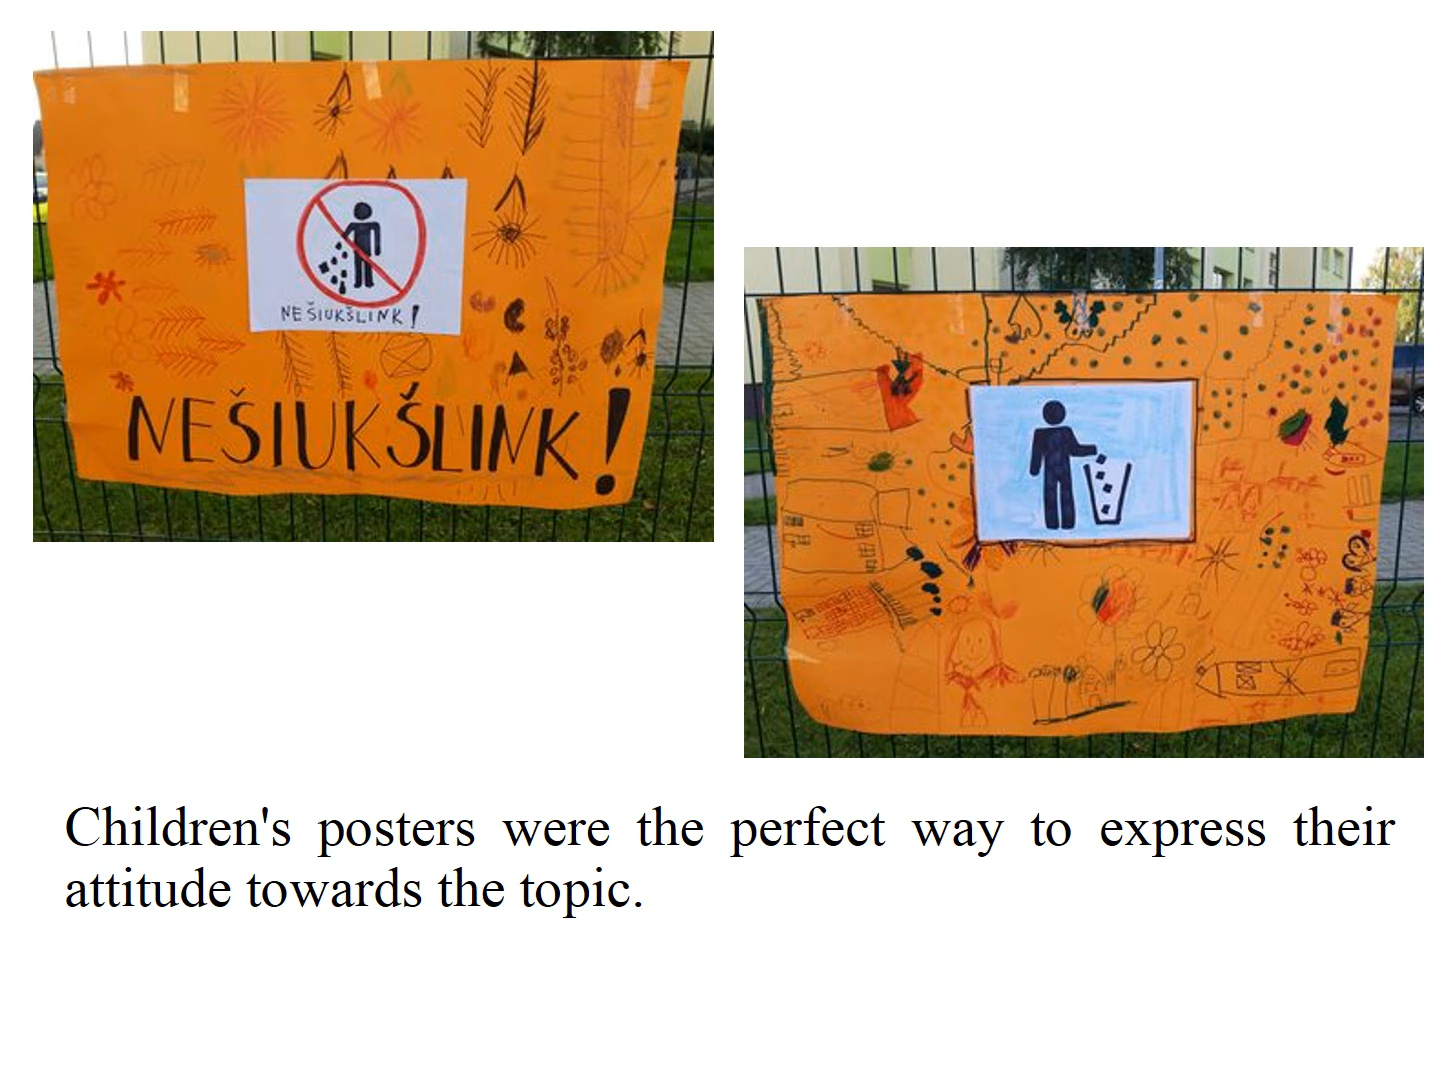 NEŠIUKŠLINK!
NEŠIUKŠLINK!
Children's posters were the perfect way to express their
attitude towards the topic.